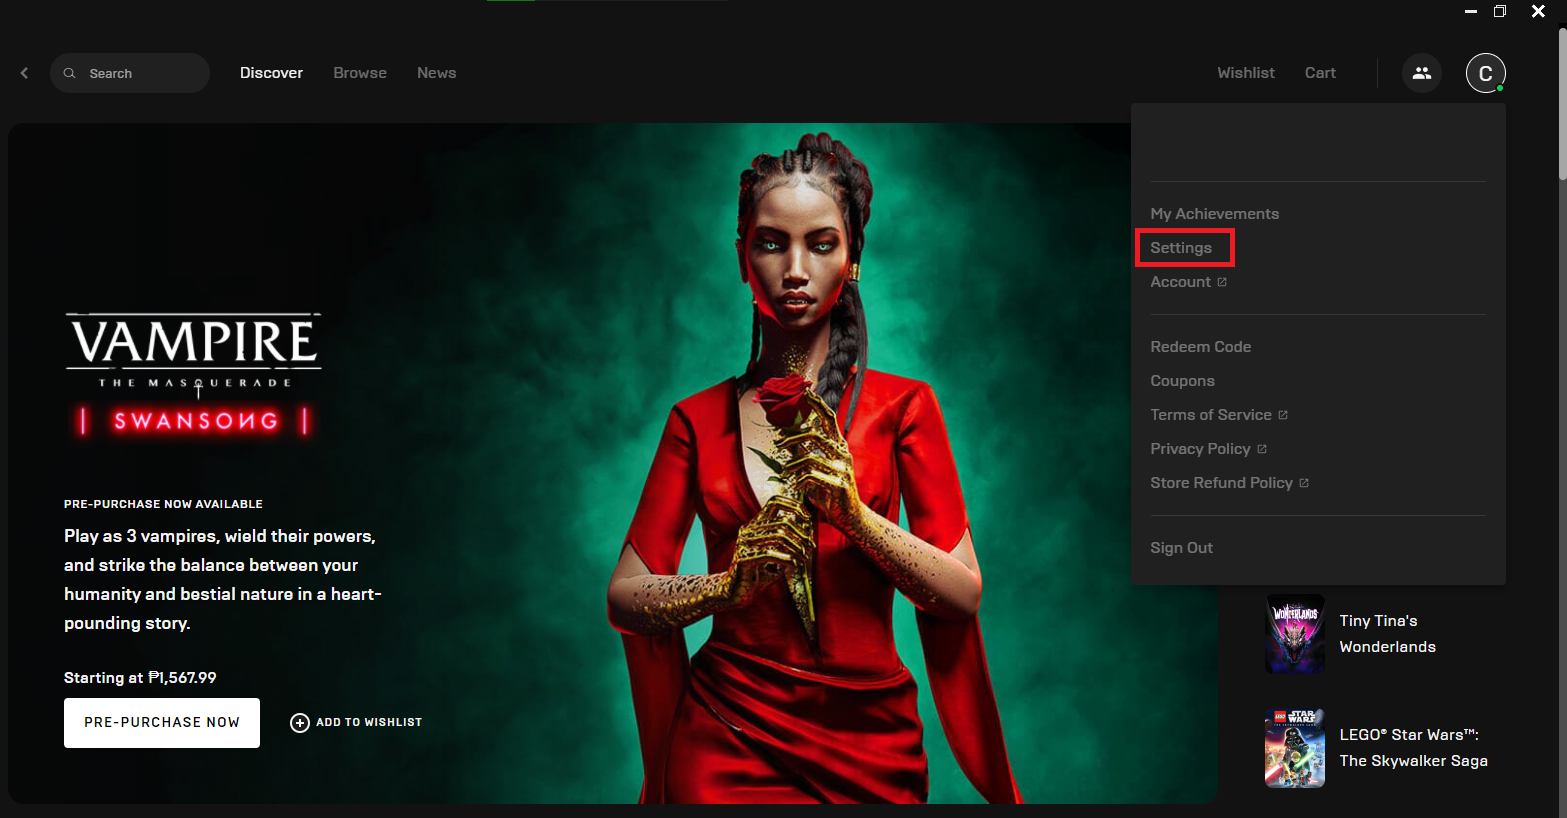 Search
Discover
Browse
News
Wishlist
Cart
C
My Achievements
Settings
Account
Redeem Code
Coupons
Terms of Service
Privacy Policy
Store Refund Policy
Sign Out
VAMPIRE
THE MASQUERADE
SWANSONG
PRE-PURCHASE NOW AVAILABLE
Play as 3 vampires, wield their powers,
and strike the balance between your
humanity and bestial nature in a heart-
pounding story.
Starting at ₱1,567.99
PRE-PURCHASE NOW
ADD TO WISHLIST
WONDERLANDS
Tiny Tina's
Wonderlands
LEGO STAR WARS
LEGO® Star Wars™:
The Skywalker Saga